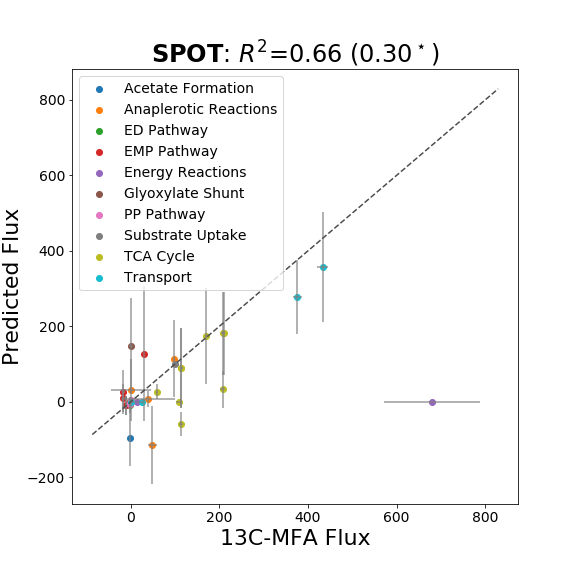 SPOT: R²=0.66 (0.30⋆)
Acetate Formation
Anaplerotic Reactions
ED Pathway
EMP Pathway
Energy Reactions
Glyoxylate Shunt
PP Pathway
Substrate Uptake
TCA Cycle
Transport
Predicted Flux
800
600
400
200
0
−200
0 200 400 600 800
13C-MFA Flux